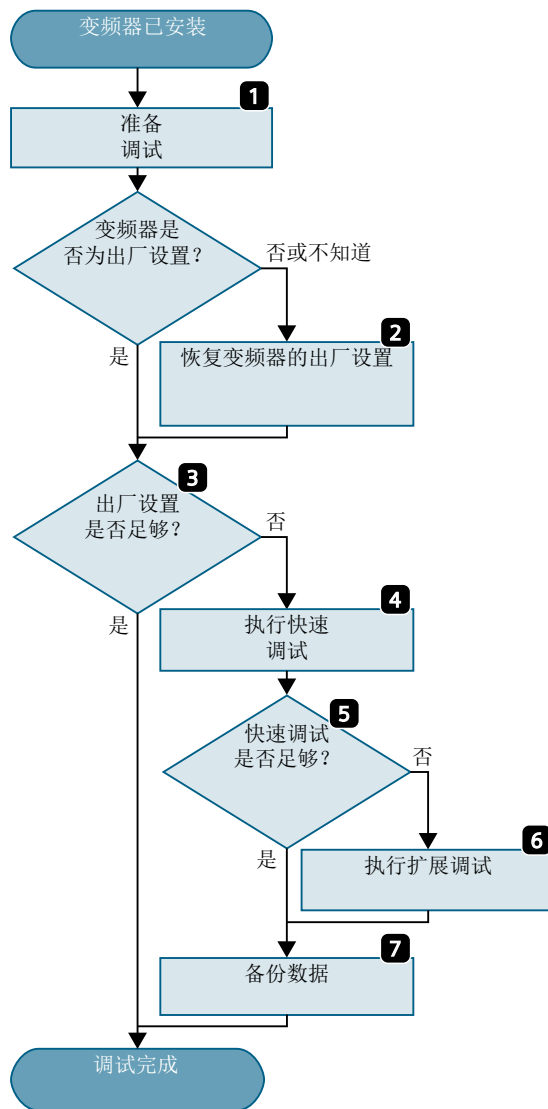 变频器已安装
1
准备
调试
变频器是
否为出厂设置？
否或不知道
是
2
恢复变频器的出厂设置
3
出厂设置
是否足够？
否
是
4
执行快速
调试
5
快速调试
是否足够？
否
是
6
执行扩展调试
7
备份数据
调试完成